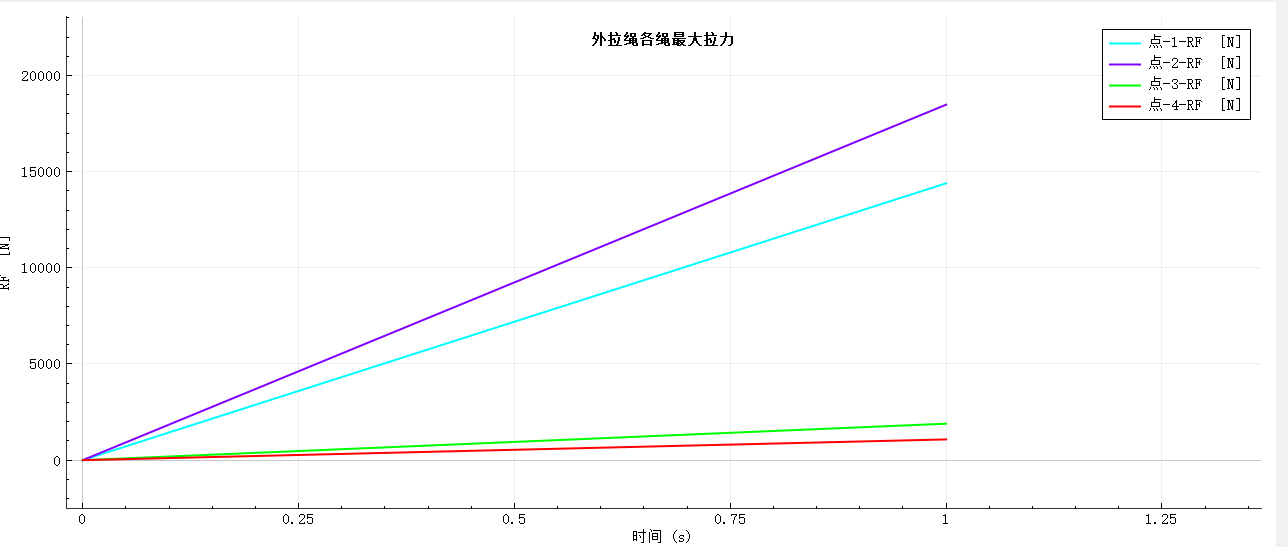 外拉绳各绳最大拉力
点-1-RF [N]
点-2-RF [N]
点-3-RF [N]
点-4-RF [N]
RF [N]
20000
15000
10000
5000
0
0 0.25 0.5 0.75 1 1.25
时间 (s)